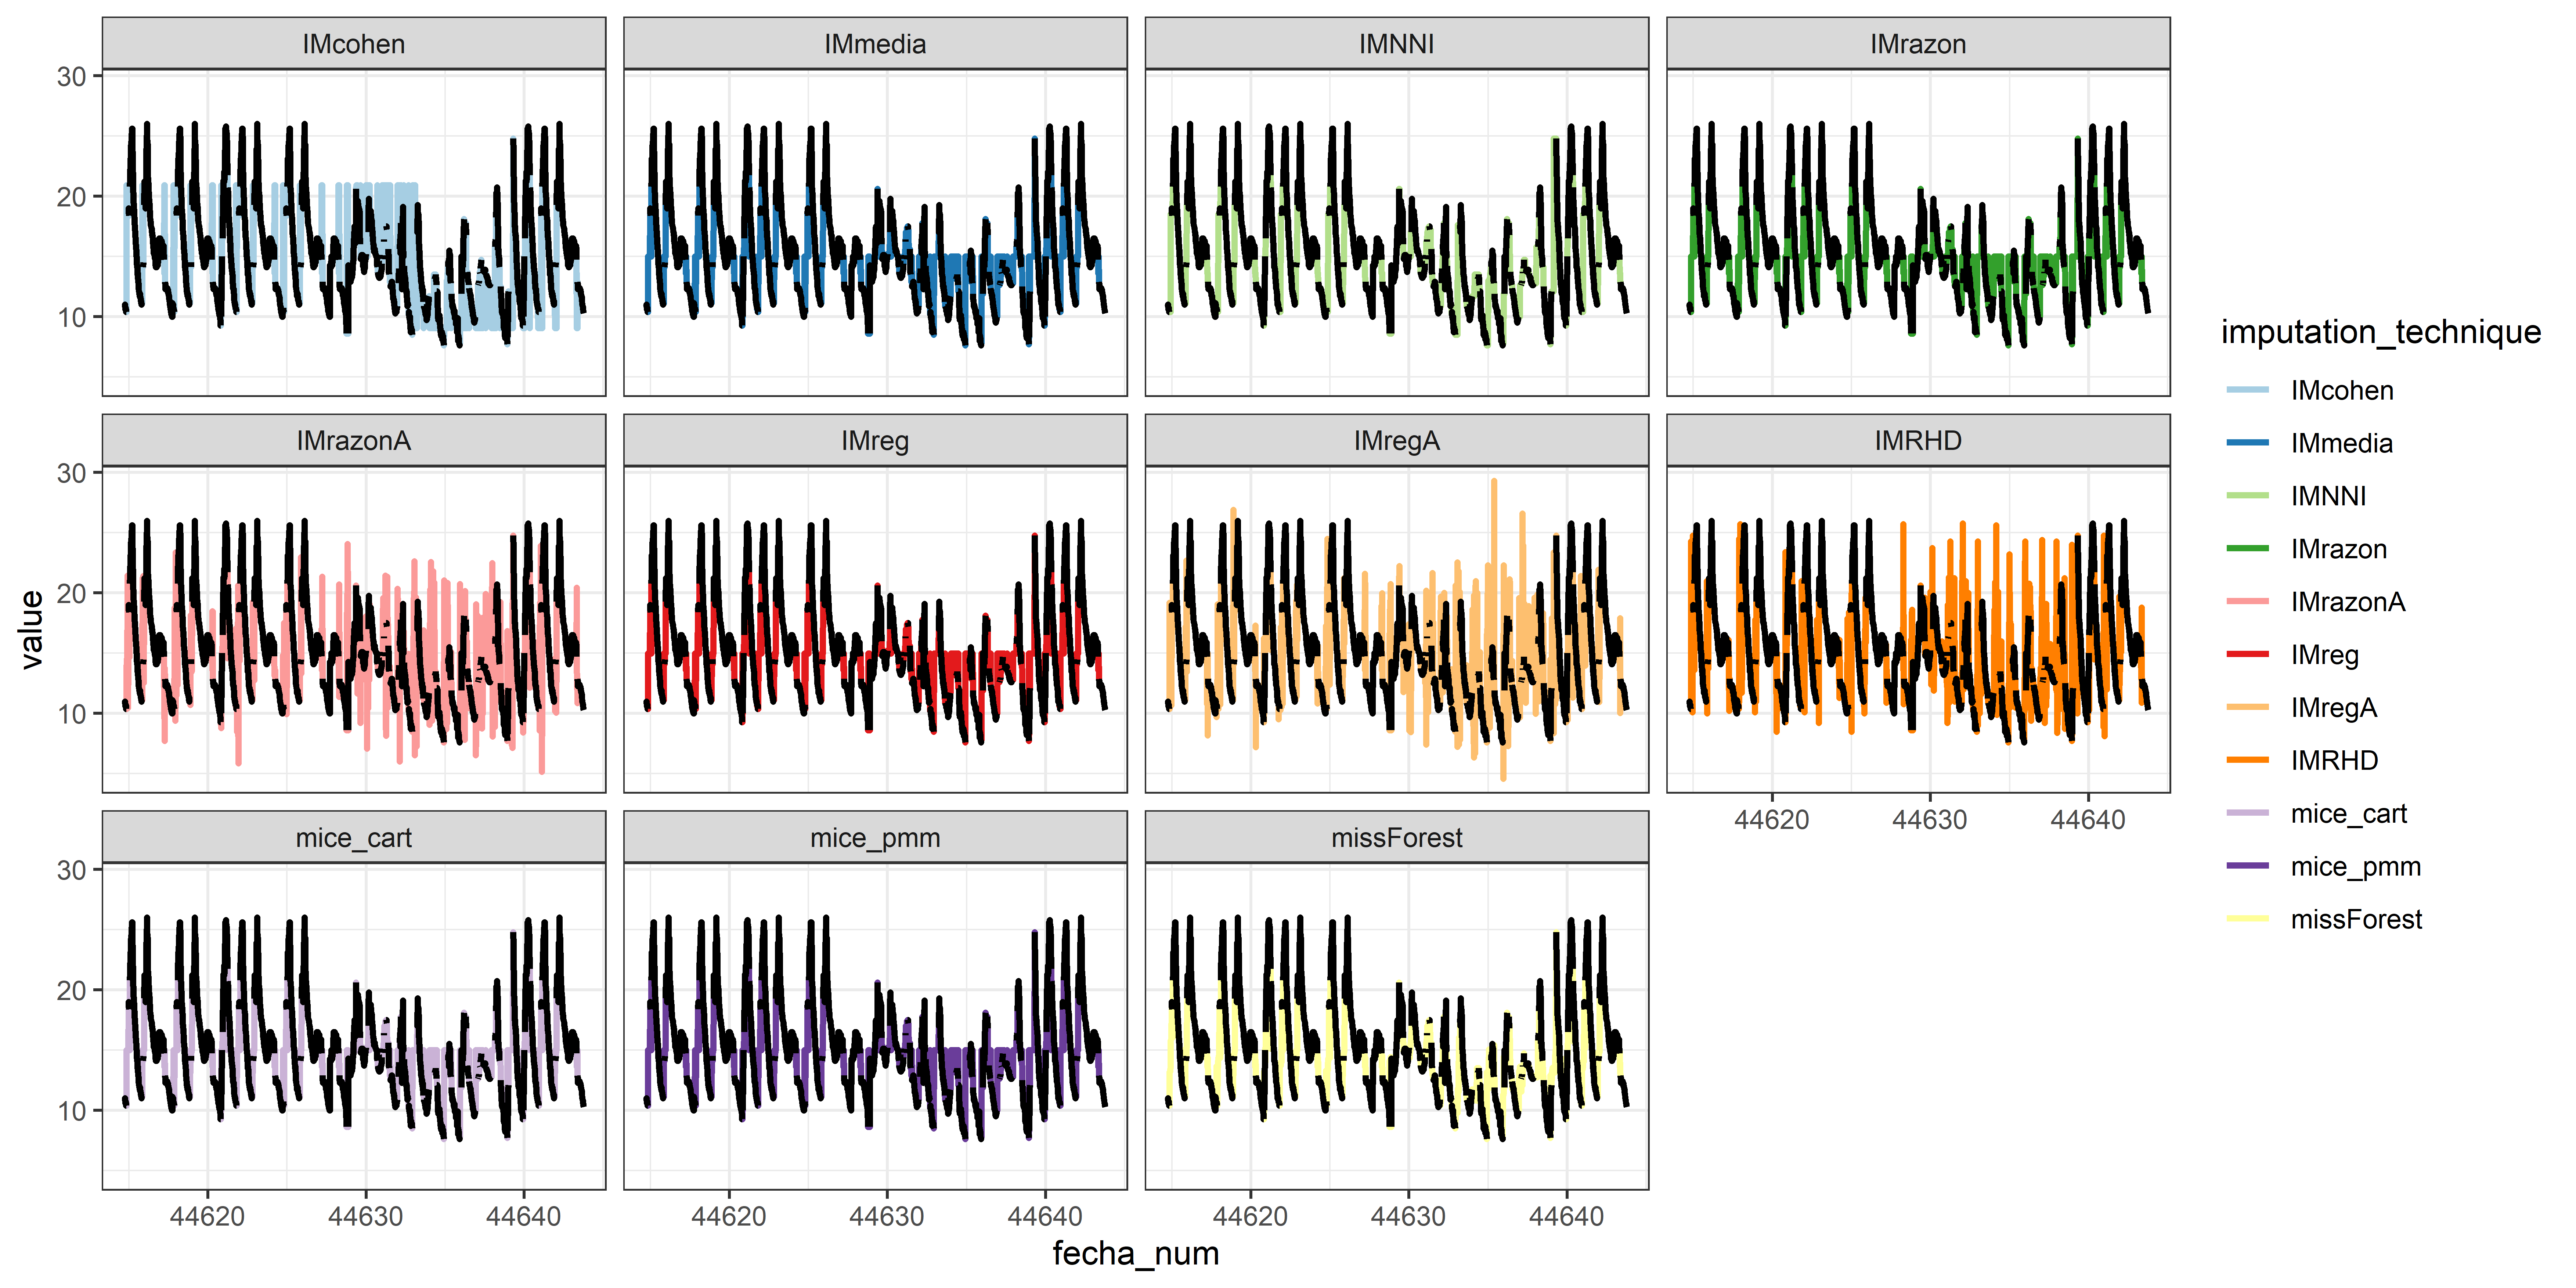 IMcohen
IMmedia
IMNNI
IMrazon
30
20
10
IMrazonA
IMreg
IMregA
IMRHD
30
20
10
44620
44630
44640
mice_cart
mice_pmm
missForest
30
20
10
44620
44630
44640
44620
44630
44640
44620
44630
44640
value
fecha_num
imputation_technique
IMcohen
IMmedia
IMNNI
IMrazon
IMrazonA
IMreg
IMregA
IMRHD
mice_cart
mice_pmm
missForest